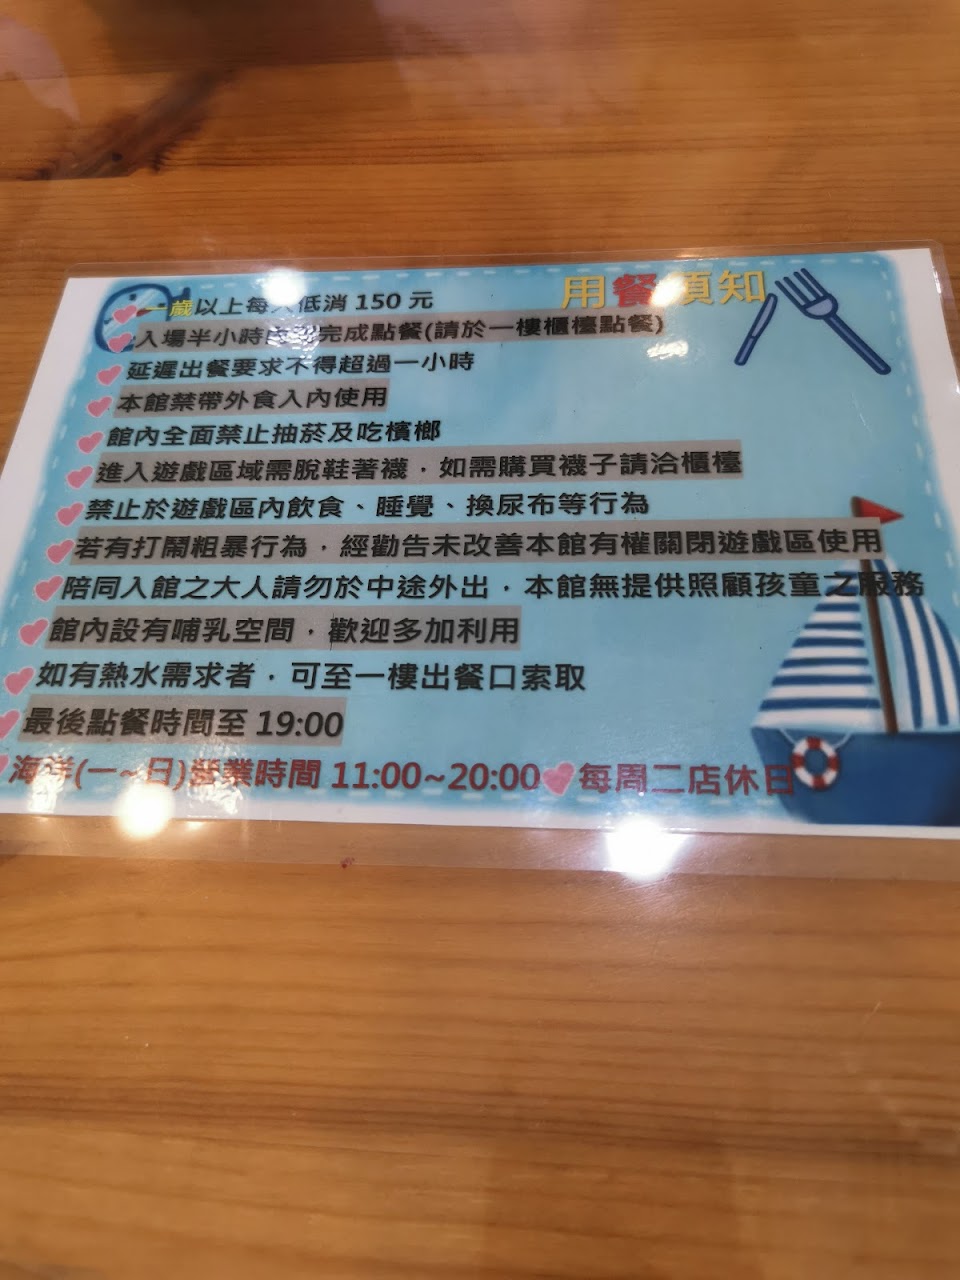 用餐須知
一歲以上每人低消 150 元
入場半小時內 完成點餐(請於一樓櫃檯點餐)
延遲出餐要求不得超過一小時
本館禁帶外食入內使用
館內全面禁止抽菸及吃檳榔
進入遊戲區域需脫鞋著襪，如需購買襪子請洽櫃檯
禁止於遊戲區內飲食、睡覺、換尿布等行為
若有打鬧粗暴行為，經勸告未改善本館有權關閉遊戲區使用
陪同入館之大人請勿於中途外出，本館無提供照顧孩童之服務
館內設有哺乳空間，歡迎多加利用
如有熱水需求者，可至一樓出餐口索取
最後點餐時間至 19:00
海洋(一~日)營業時間 11:00~20:00 每周二店休日